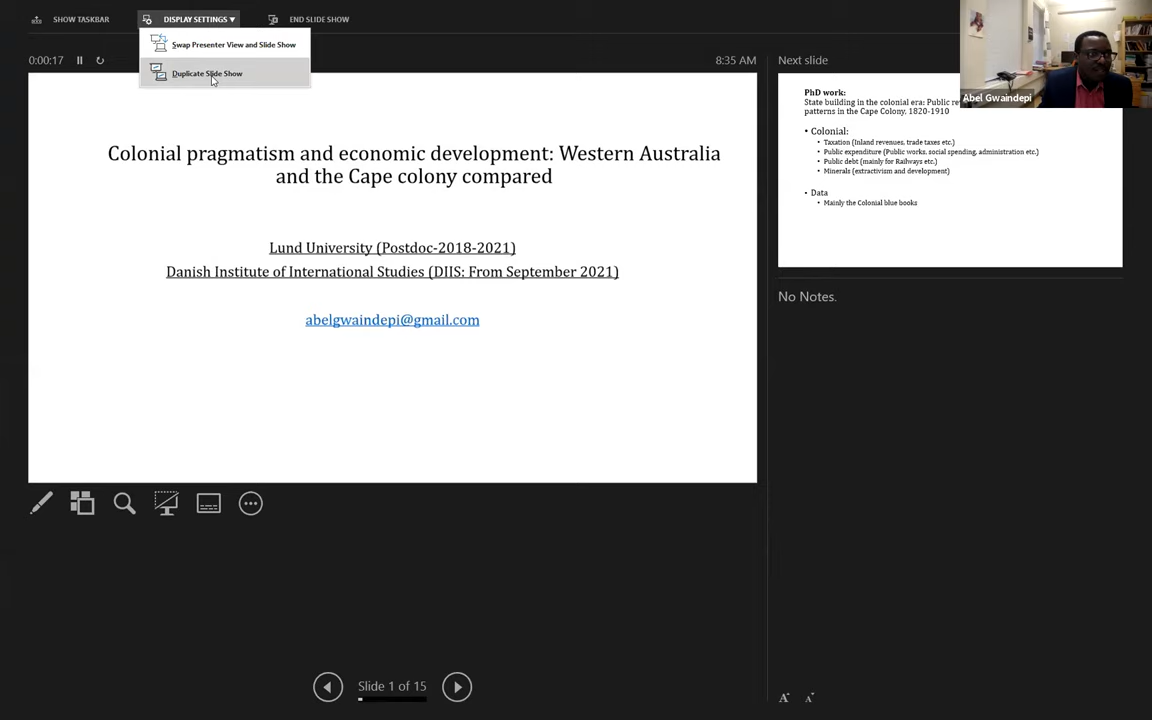 SHOW TASKBAR
DISPLAY SETTINGS ▼
END SLIDE SHOW
Swap Presenter View and Slide Show
Duplicate Slide Show
0:00:17
8:35 AM
Colonial pragmatism and economic development: Western Australia
and the Cape colony compared
Lund University (Postdoc-2018-2021)
Danish Institute of International Studies (DIIS: From September 2021)
abelgwaindepi@gmail.com
Slide 1 of 15
Next slide
Abel Gwaindepi
PhD work:
State building in the colonial era: Public
patterns in the Cape Colony, 1820-1910
• Colonial:
• Taxation (Inland revenues, trade taxes etc.)
• Public expenditure (Public works, social spending, administration etc.)
• Public debt (mainly for Railways etc.)
• Minerals (extractivism and development)
• Data
• Mainly the Colonial blue books
No Notes.
A
A